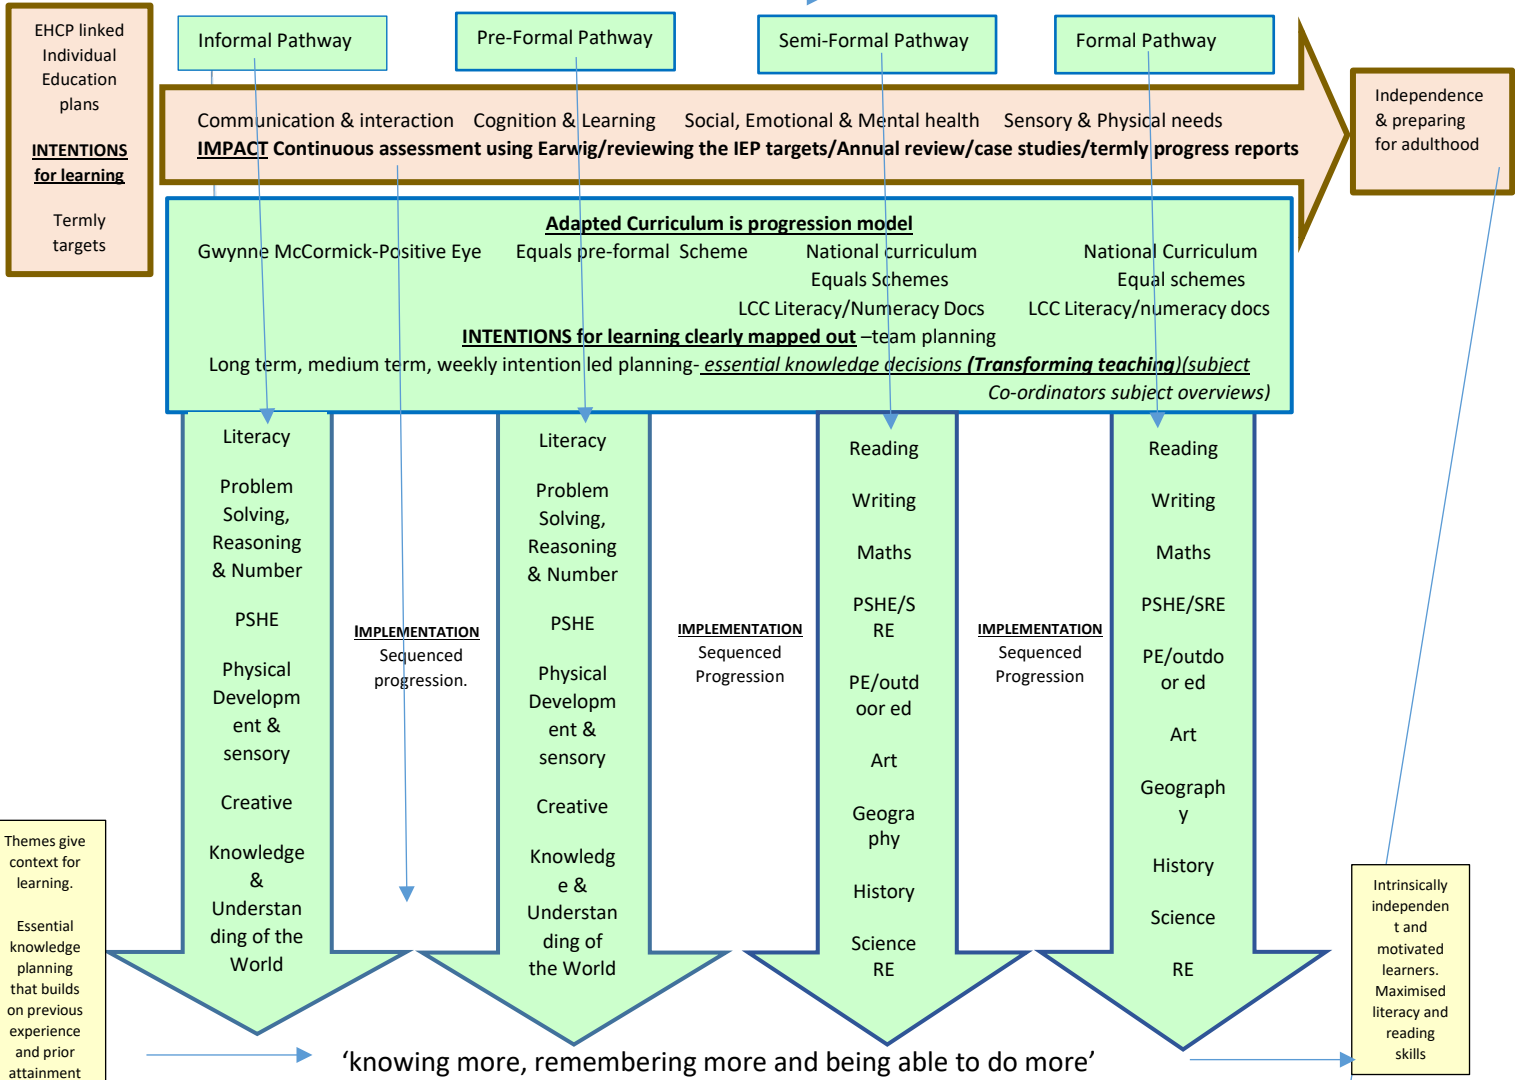 EHCP linked
Individual
Education
plans
INTENTIONS
for learning
Termly
targets
Informal Pathway
Pre-Formal Pathway
Semi-Formal Pathway
Formal Pathway
Communication & interaction Cognition & Learning Social, Emotional & Mental health Sensory & Physical needs
IMPACT Continuous assessment using Earwig/reviewing the IEP targets/Annual review/case studies/termly progress reports
Independence
& preparing
for adulthood
Adapted Curriculum is progression model
Gwynne McCormick-Positive Eye Equals pre-formal Scheme National curriculum National Curriculum
Equals Schemes Equal schemes
LCC Literacy/Numeracy Docs LCC Literacy/numeracy docs
INTENTIONS for learning clearly mapped out –team planning
Long term, medium term, weekly intention led planning- essential knowledge decisions (Transforming teaching)(subject
Co-ordinators subject overviews)
Literacy
Problem
Solving,
Reasoning
& Number
PSHE
Physical
Developm
ent &
sensory
Creative
Knowledge
&
Understan
ding of the
World
IMPLEMENTATION
Sequenced
progression.
Literacy
Problem
Solving,
Reasoning
& Number
PSHE
Physical
Developm
ent &
sensory
Creative
Knowledg
e &
Understan
ding of
the World
IMPLEMENTATION
Sequenced
Progression
Reading
Writing
Maths
PSHE/S
RE
PE/outd
oor ed
Art
Geogra
phy
History
Science
RE
IMPLEMENTATION
Sequenced
Progression
Reading
Writing
Maths
PSHE/SRE
PE/outdo
or ed
Art
Geograph
y
History
Science
RE
Themes give
context for
learning.
Essential
knowledge
planning
that builds
on previous
experience
and prior
attainment
Intrinsically
independen
t and
motivated
learners.
Maximised
literacy and
reading
skills
‘knowing more, remembering more and being able to do more’